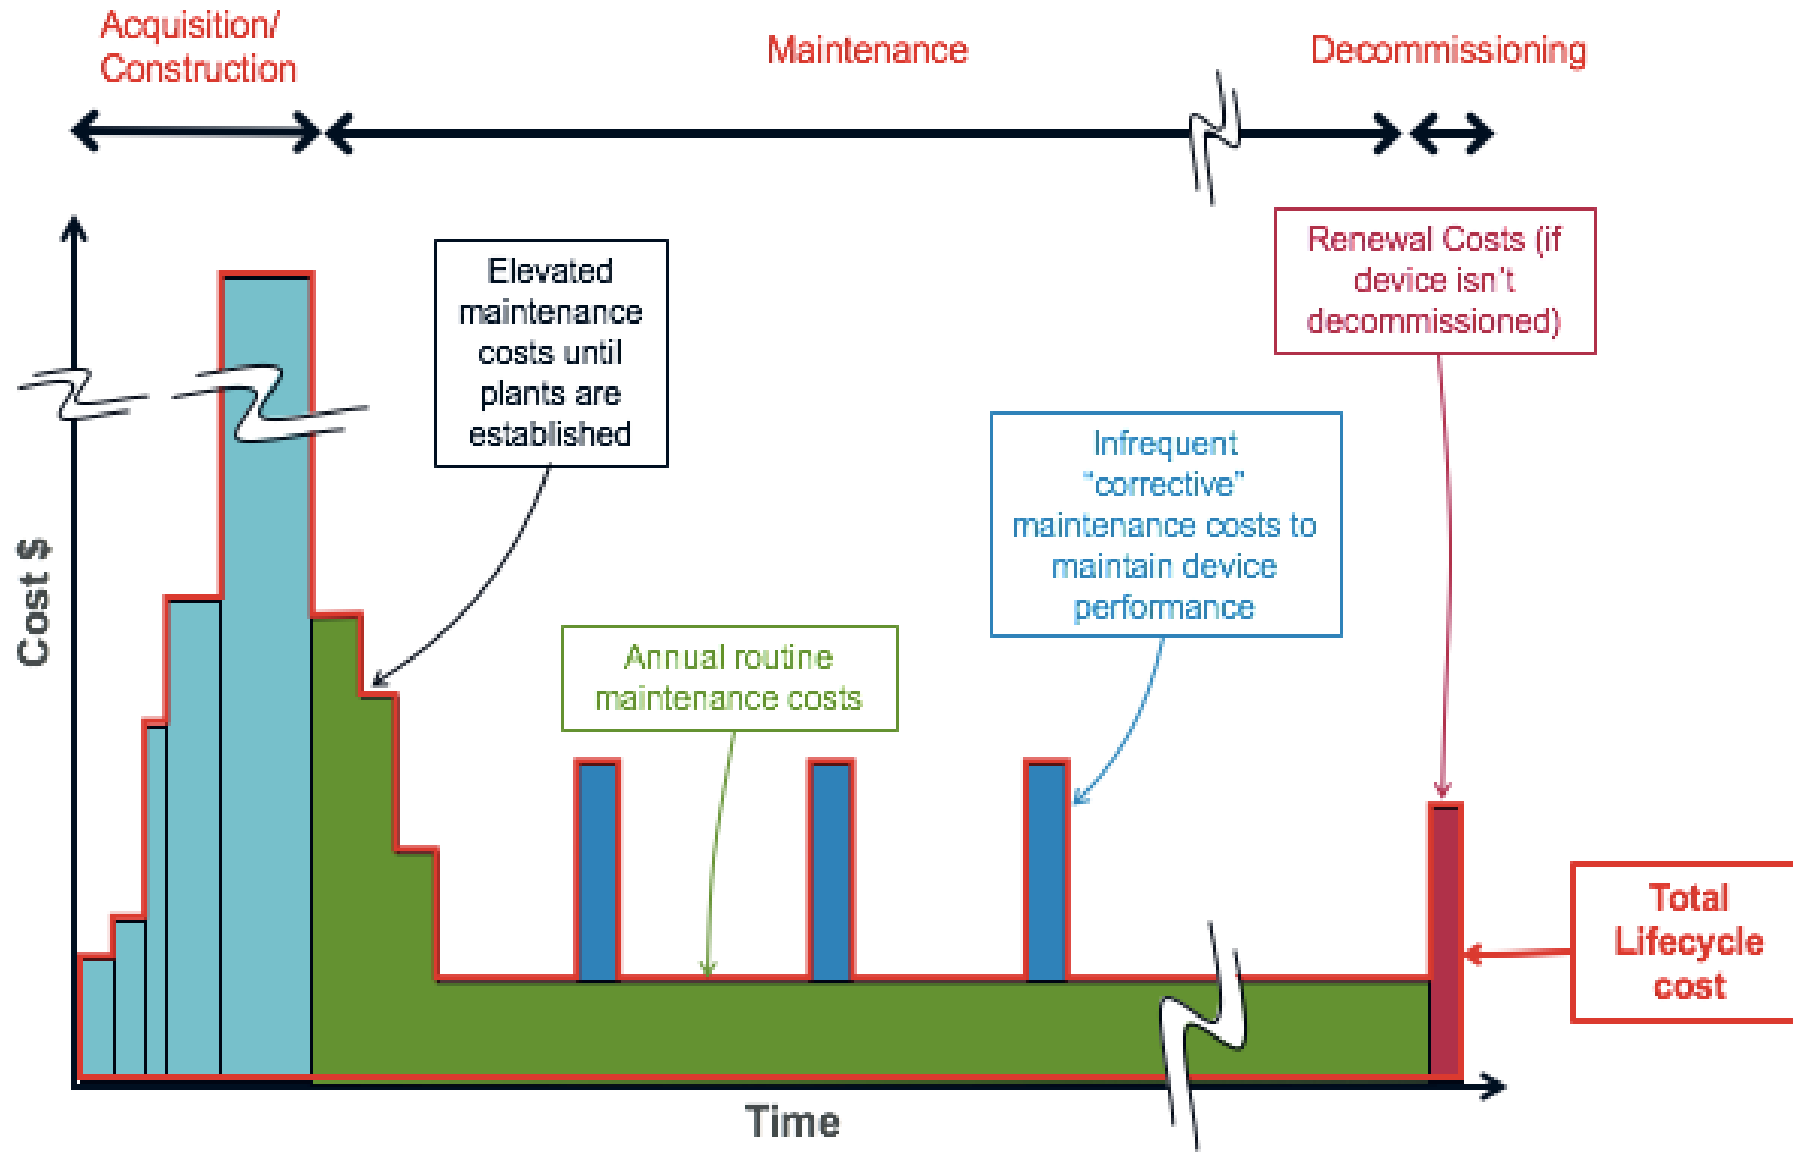 Acquisition/
Construction
Maintenance
Decommissioning
Elevated
maintenance
costs until
plants are
established
Renewal Costs (if
device isn't
decommissioned)
Infrequent
“corrective”
maintenance costs to
maintain device
performance
Annual routine
maintenance costs
Total
Lifecycle
cost
Cost $
Time